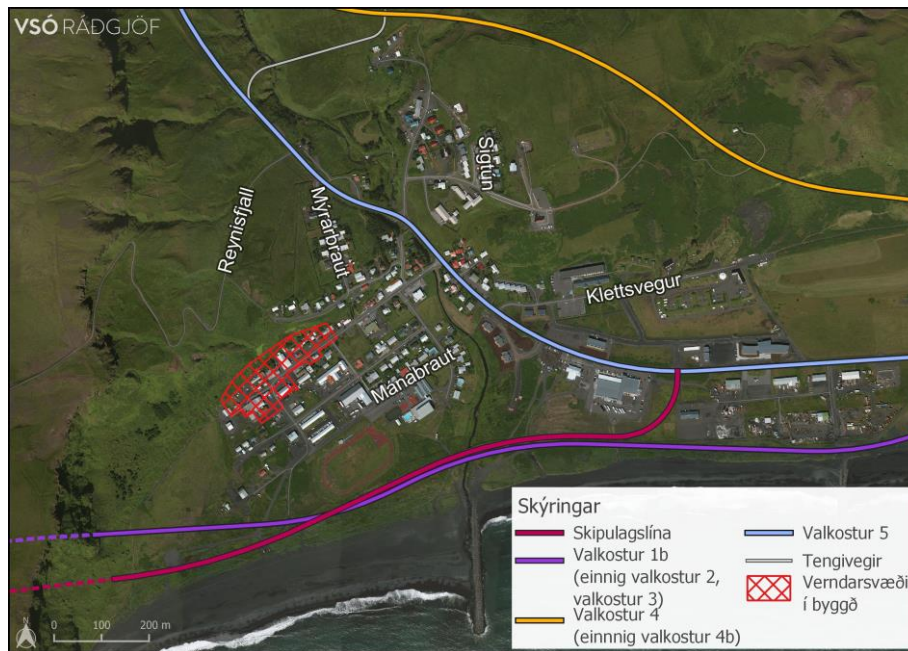 VSÓ RÁÐGJÖF
Sigtún
Reynisfjall
Mýrarbraut
Klettsvegur
Mánabraut
Skýringar
Skipulagslína
Valkostur 1b
(einnig valkostur 2,
valkostur 3)
Valkostur 4
(einnnig valkostur 4b)
Valkostur 5
Tengivegir
Verndarsvæði
í byggð
N
0 100 200 m